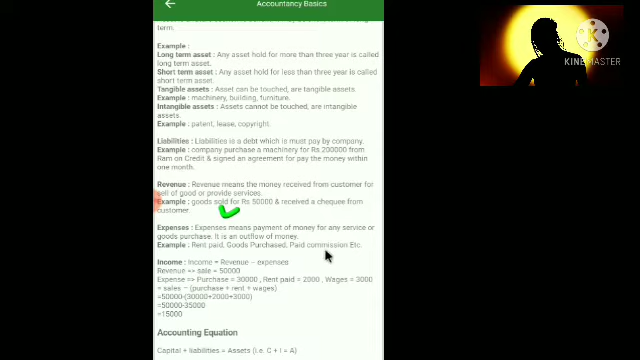 Accountancy Basics
term.
Example :
Long term asset : Any asset hold for more than three year is called
long term asset.
Short term asset : Any asset hold for less than three year is called
short term asset.
Tangible assets : Asset can be touched, are tangible assets.
Example : machinery, building, furniture.
Intangible assets : Assets cannot be touched, are intangible
assets.
Example : patent, lease, copyright.
Liabilities : Liabilities is a debt which is must pay by company.
Example : company purchase a machinery for Rs 200000 from
Ram on Credit & signed an agreement for pay the money within
one month.
Revenue : Revenue means the money received from customer for
sell of good or provide services.
Example : goods sold for Rs 50000 & received a chequee from
customer.
Expenses : Expenses means payment of money for any service or
goods purchase. It is an outflow of money.
Example : Rent paid, Goods Purchased, Paid commission Etc.
Income : Income = Revenue – expenses
Revenue => sale = 50000
Expense => Purchase = 30000 , Rent paid = 2000 , Wages = 3000
= sales – (purchase + rent + wages)
=50000-(30000+2000+3000)
=50000-35000
=15000
Accounting Equation
Capital + liabilities = Assets (i.e. C + l = A)
KINEMASTER